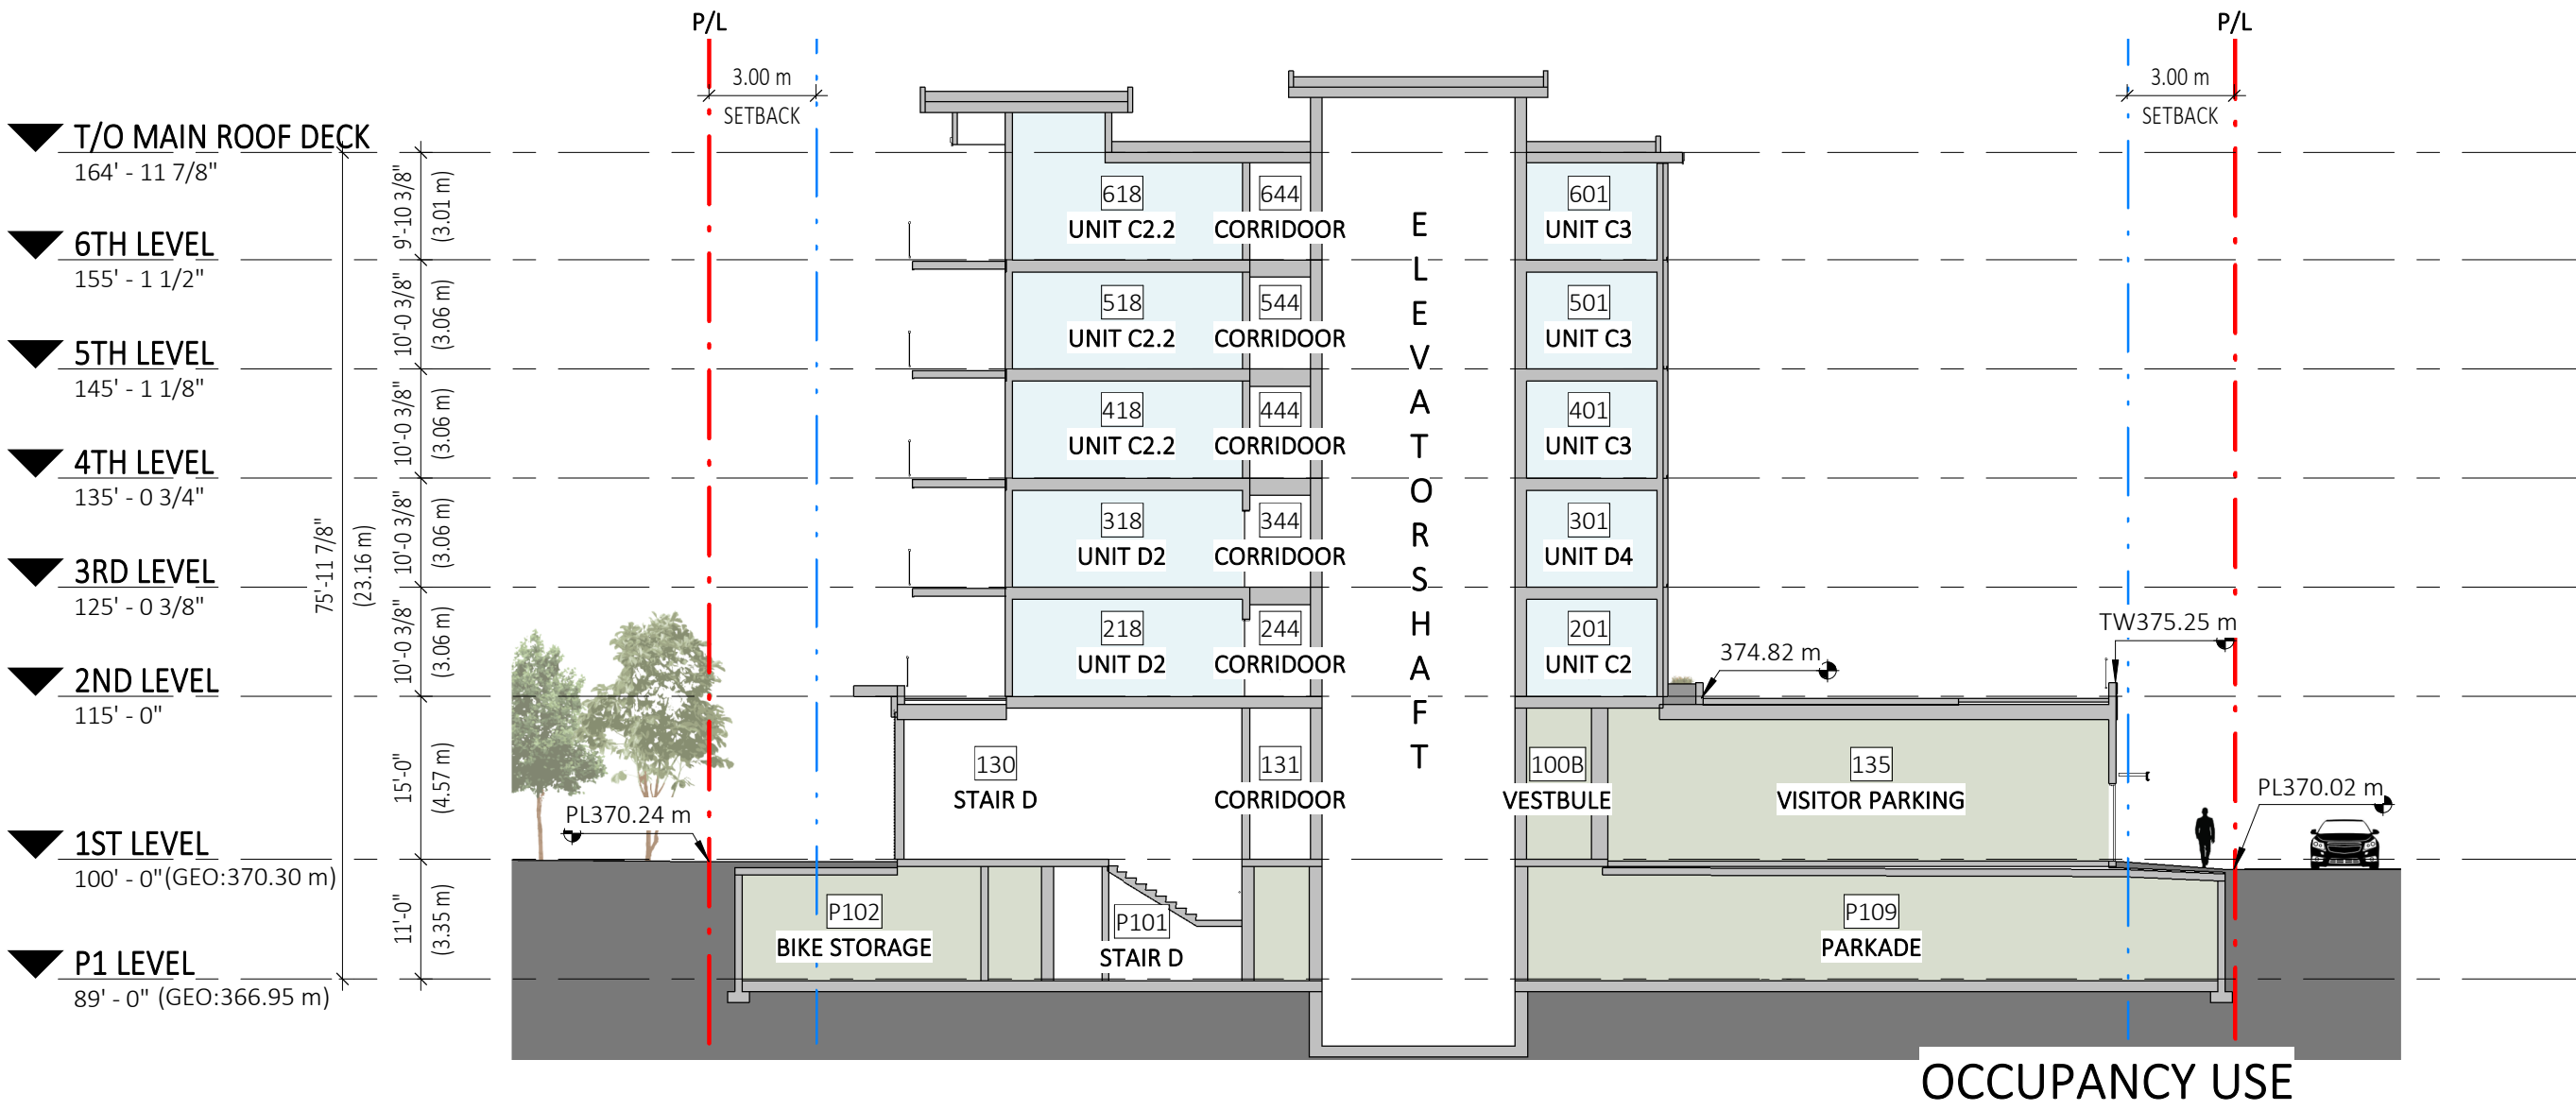 P/L
P/L
3.00 m
SETBACK
3.00 m
SETBACK
T/O MAIN ROOF DECK
164' - 11 7/8"
9'-10 3/8"
(3.01 m)
6TH LEVEL
155' - 1 1/2"
10'-0 3/8"
(3.06 m)
5TH LEVEL
145' - 1 1/8"
10'-0 3/8"
(3.06 m)
4TH LEVEL
135' - 0 3/4"
10'-0 3/8"
(3.06 m)
3RD LEVEL
125' - 0 3/8"
10'-0 3/8"
(3.06 m)
2ND LEVEL
115' - 0"
15'-0"
(4.57 m)
1ST LEVEL
100' - 0"(GEO:370.30 m)
11'-0"
(3.35 m)
P1 LEVEL
89' - 0" (GEO:366.95 m)
75'-11 7/8"
(23.16 m)
618
UNIT C2.2
644
CORRIDOOR
601
UNIT C3
518
UNIT C2.2
544
CORRIDOOR
501
UNIT C3
418
UNIT C2.2
444
CORRIDOOR
401
UNIT C3
318
UNIT D2
344
CORRIDOOR
301
UNIT D4
218
UNIT D2
244
CORRIDOOR
201
UNIT C2
ELEVATORSHAFT
374.82 m
TW375.25 m
130
STAIR D
131
CORRIDOOR
100B
VESTBULE
135
VISITOR PARKING
PL370.24 m
PL370.02 m
P102
BIKE STORAGE
P101
STAIR D
P109
PARKADE
OCCUPANCY USE